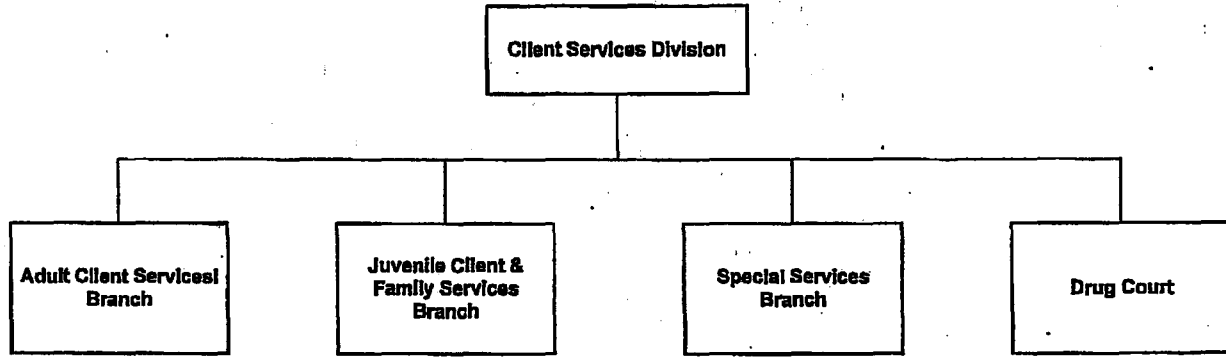 Client Services Division
Adult Client Services|
Branch
Juvenile Client &
Family Services
Branch
Special Services
Branch
Drug Court